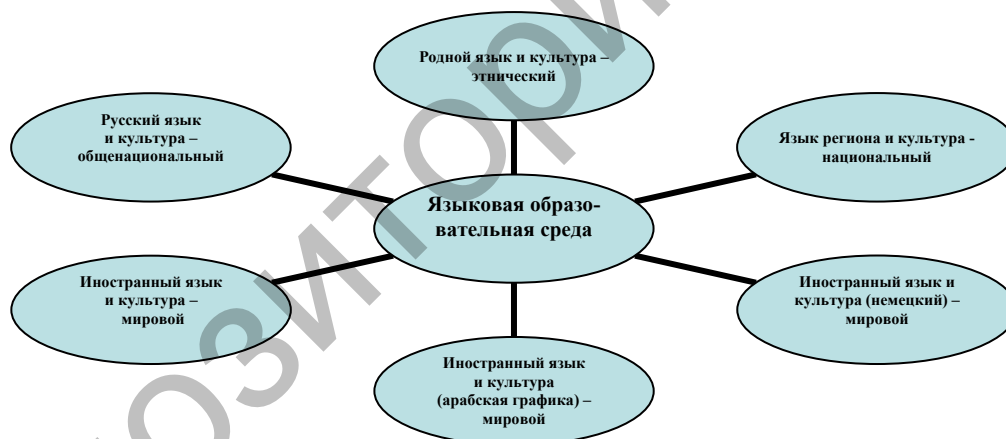 Родной язык и культура –
этнический
Русский язык
и культура –
общенациональный
Язык региона и культура -
национальный
Языковая образо-
вательная среда
Иностранный язык
и культура –
мировой
Иностранный язык и
культура (немецкий) –
мировой
Иностранный язык
и культура
(арабская графика) –
мировой